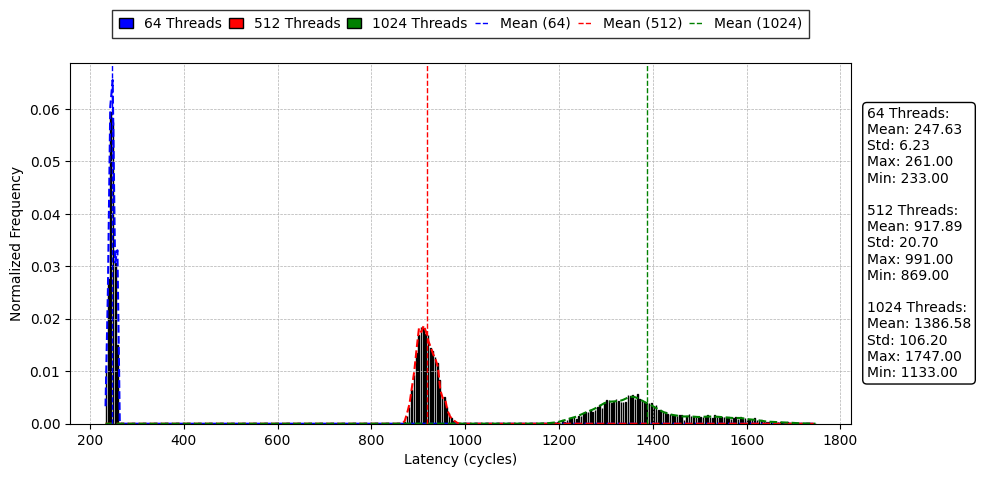 64 Threads 512 Threads 1024 Threads Mean (64) Mean (512) Mean (1024)
0.06
0.05
0.04
0.03
0.02
0.01
0.00
Normalized Frequency
200 400 600 800 1000 1200 1400 1600 1800
Latency (cycles)
64 Threads:
Mean: 247.63
Std: 6.23
Max: 261.00
Min: 233.00
512 Threads:
Mean: 917.89
Std: 20.70
Max: 991.00
Min: 869.00
1024 Threads:
Mean: 1386.58
Std: 106.20
Max: 1747.00
Min: 1133.00